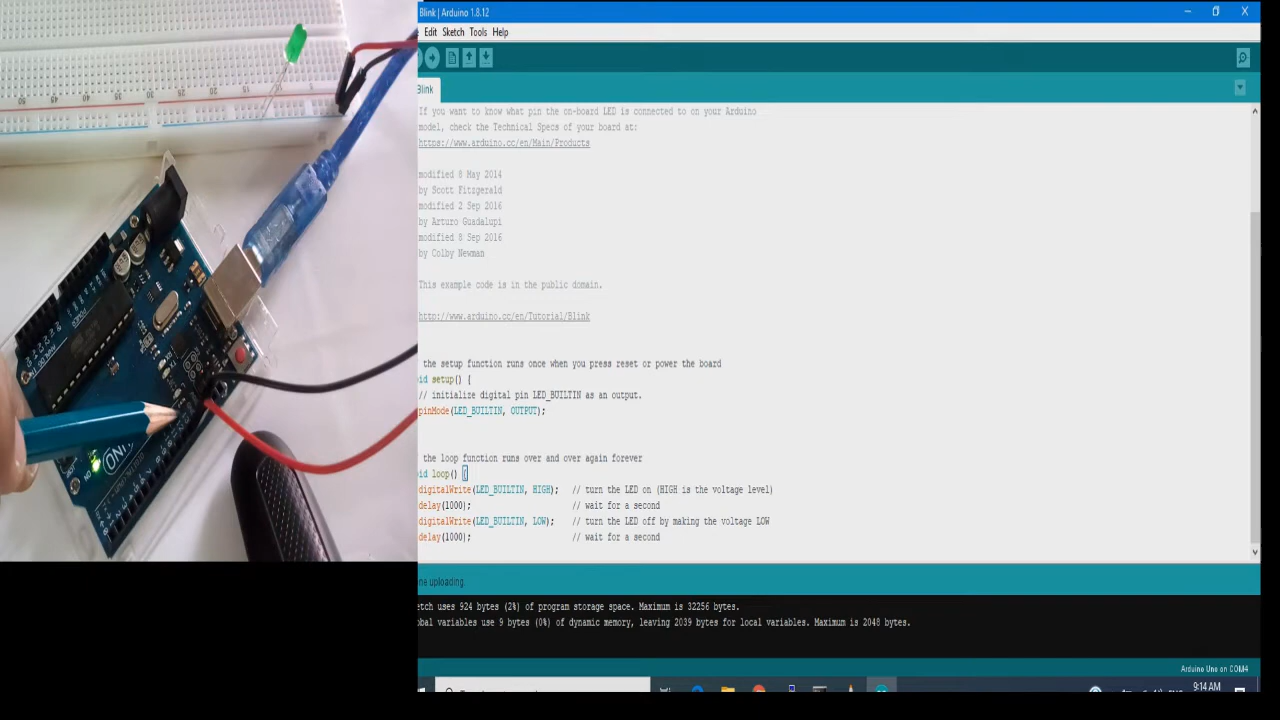 Blink | Arduino 1.8.12
Edit Sketch Tools Help
Blink
If you want to know what pin the on-board LED is connected to on your Arduino
model, check the Technical Specs of your board at:
https://www.arduino.cc/en/Main/Products
modified 8 May 2014
by Scott Fitzgerald
modified 2 Sep 2016
by Arturo Guadalupi
modified 8 Sep 2016
by Colby Newman
This example code is in the public domain.
http://www.arduino.cc/en/Tutorial/Blink
the setup function runs once when you press reset or power the board
id setup() {
// initialize digital pin LED_BUILTIN as an output.
pinMode(LED_BUILTIN, OUTPUT);
the loop function runs over and over again forever
id loop() {
digitalWrite(LED_BUILTIN, HIGH); // turn the LED on (HIGH is the voltage level)
delay(1000); // wait for a second
digitalWrite(LED_BUILTIN, LOW); // turn the LED off by making the voltage LOW
delay(1000); // wait for a second
ne uploading.
etch uses 924 bytes (2%) of program storage space. Maximum is 32256 bytes.
obal variables use 9 bytes (0%) of dynamic memory, leaving 2039 bytes for local variables. Maximum is 2048 bytes.
Arduino Uno on COM4
9:14 AM
UNO
ON